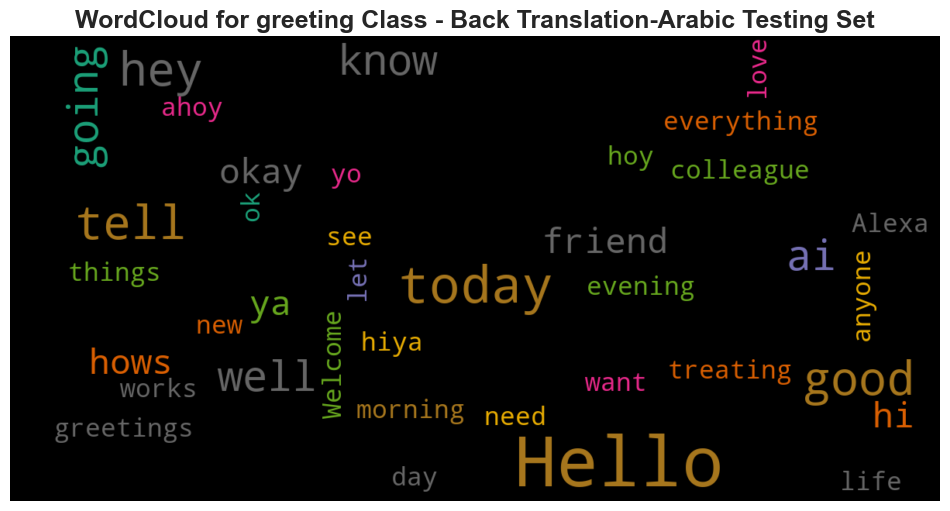 WordCloud for greeting Class - Back Translation-Arabic Testing Set
going
hey
know
love
ahoy
everything
hoy
colleague
okay
yo
ok
tell
see
friend
Alexa
ai
things
let
today
evening
anyone
ya
new
Welcome
hiya
hows
works
well
want
treating
good
greetings
morning
need
hi
Hello
day
life